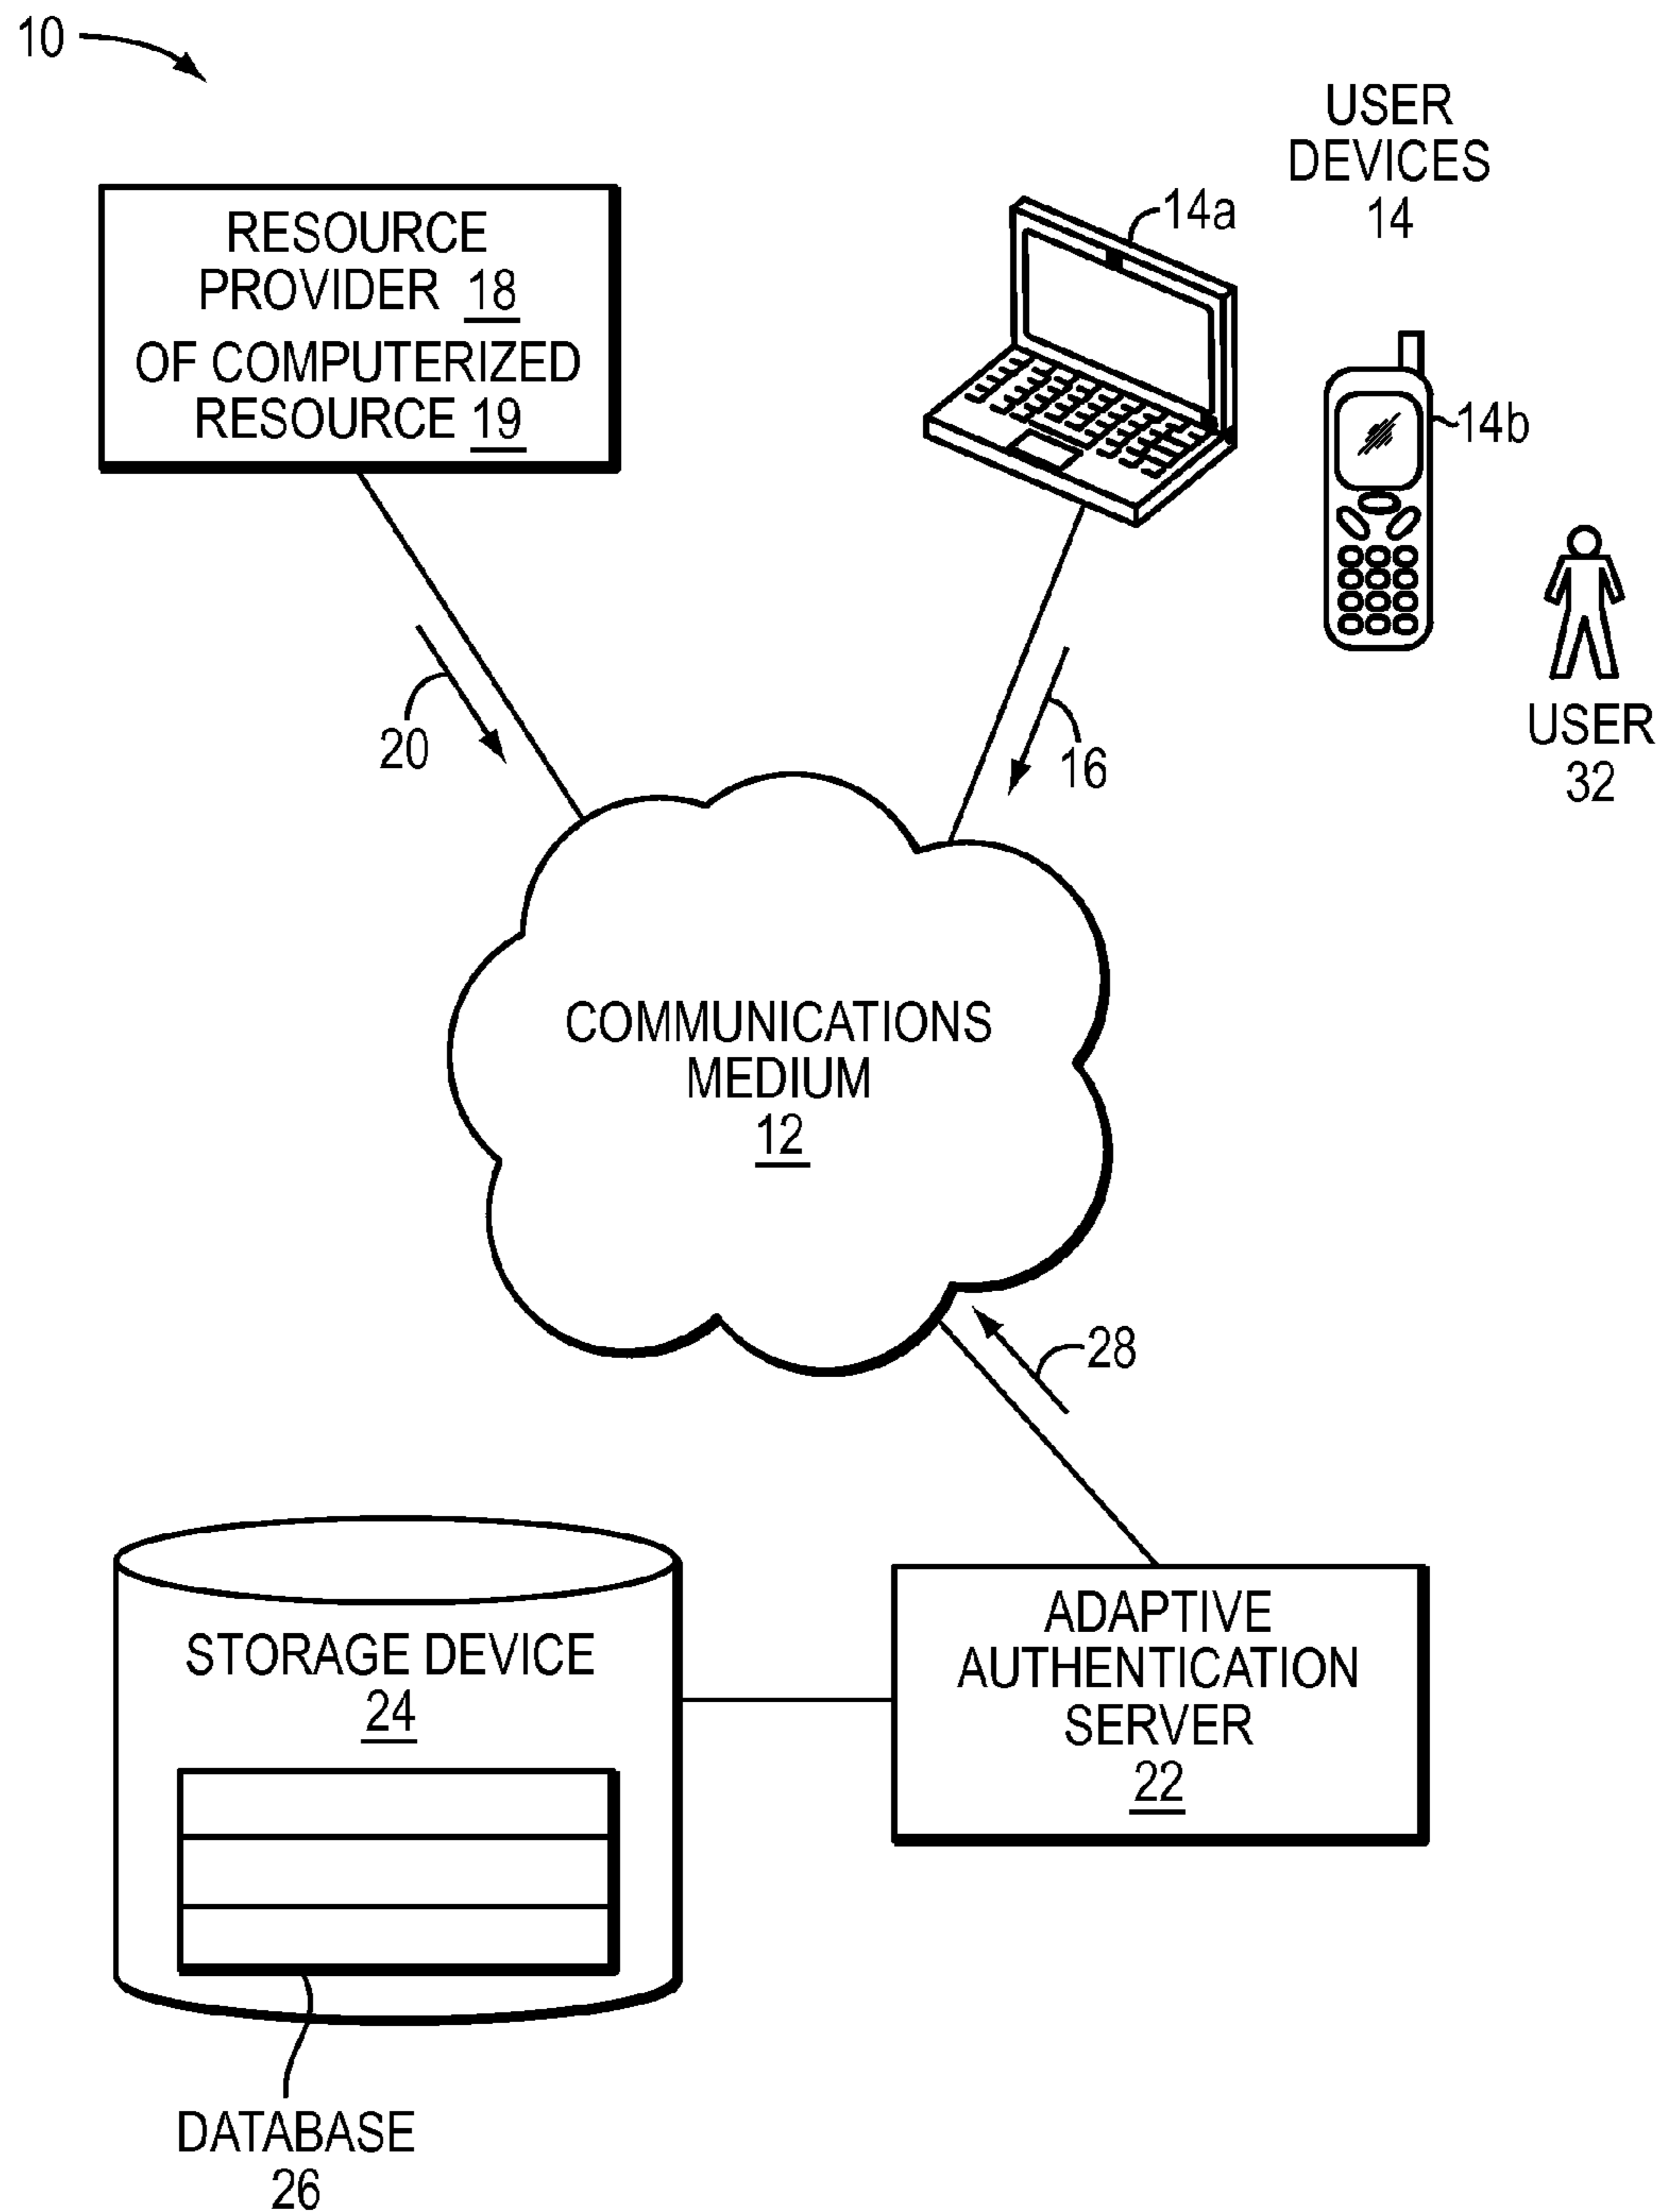 10
USER
DEVICES
14
RESOURCE
PROVIDER 18
OF COMPUTERIZED
RESOURCE 19
14a
14b
20
16
USER
32
COMMUNICATIONS
MEDIUM
12
28
STORAGE DEVICE
24
ADAPTIVE
AUTHENTICATION
SERVER
22
DATABASE
26